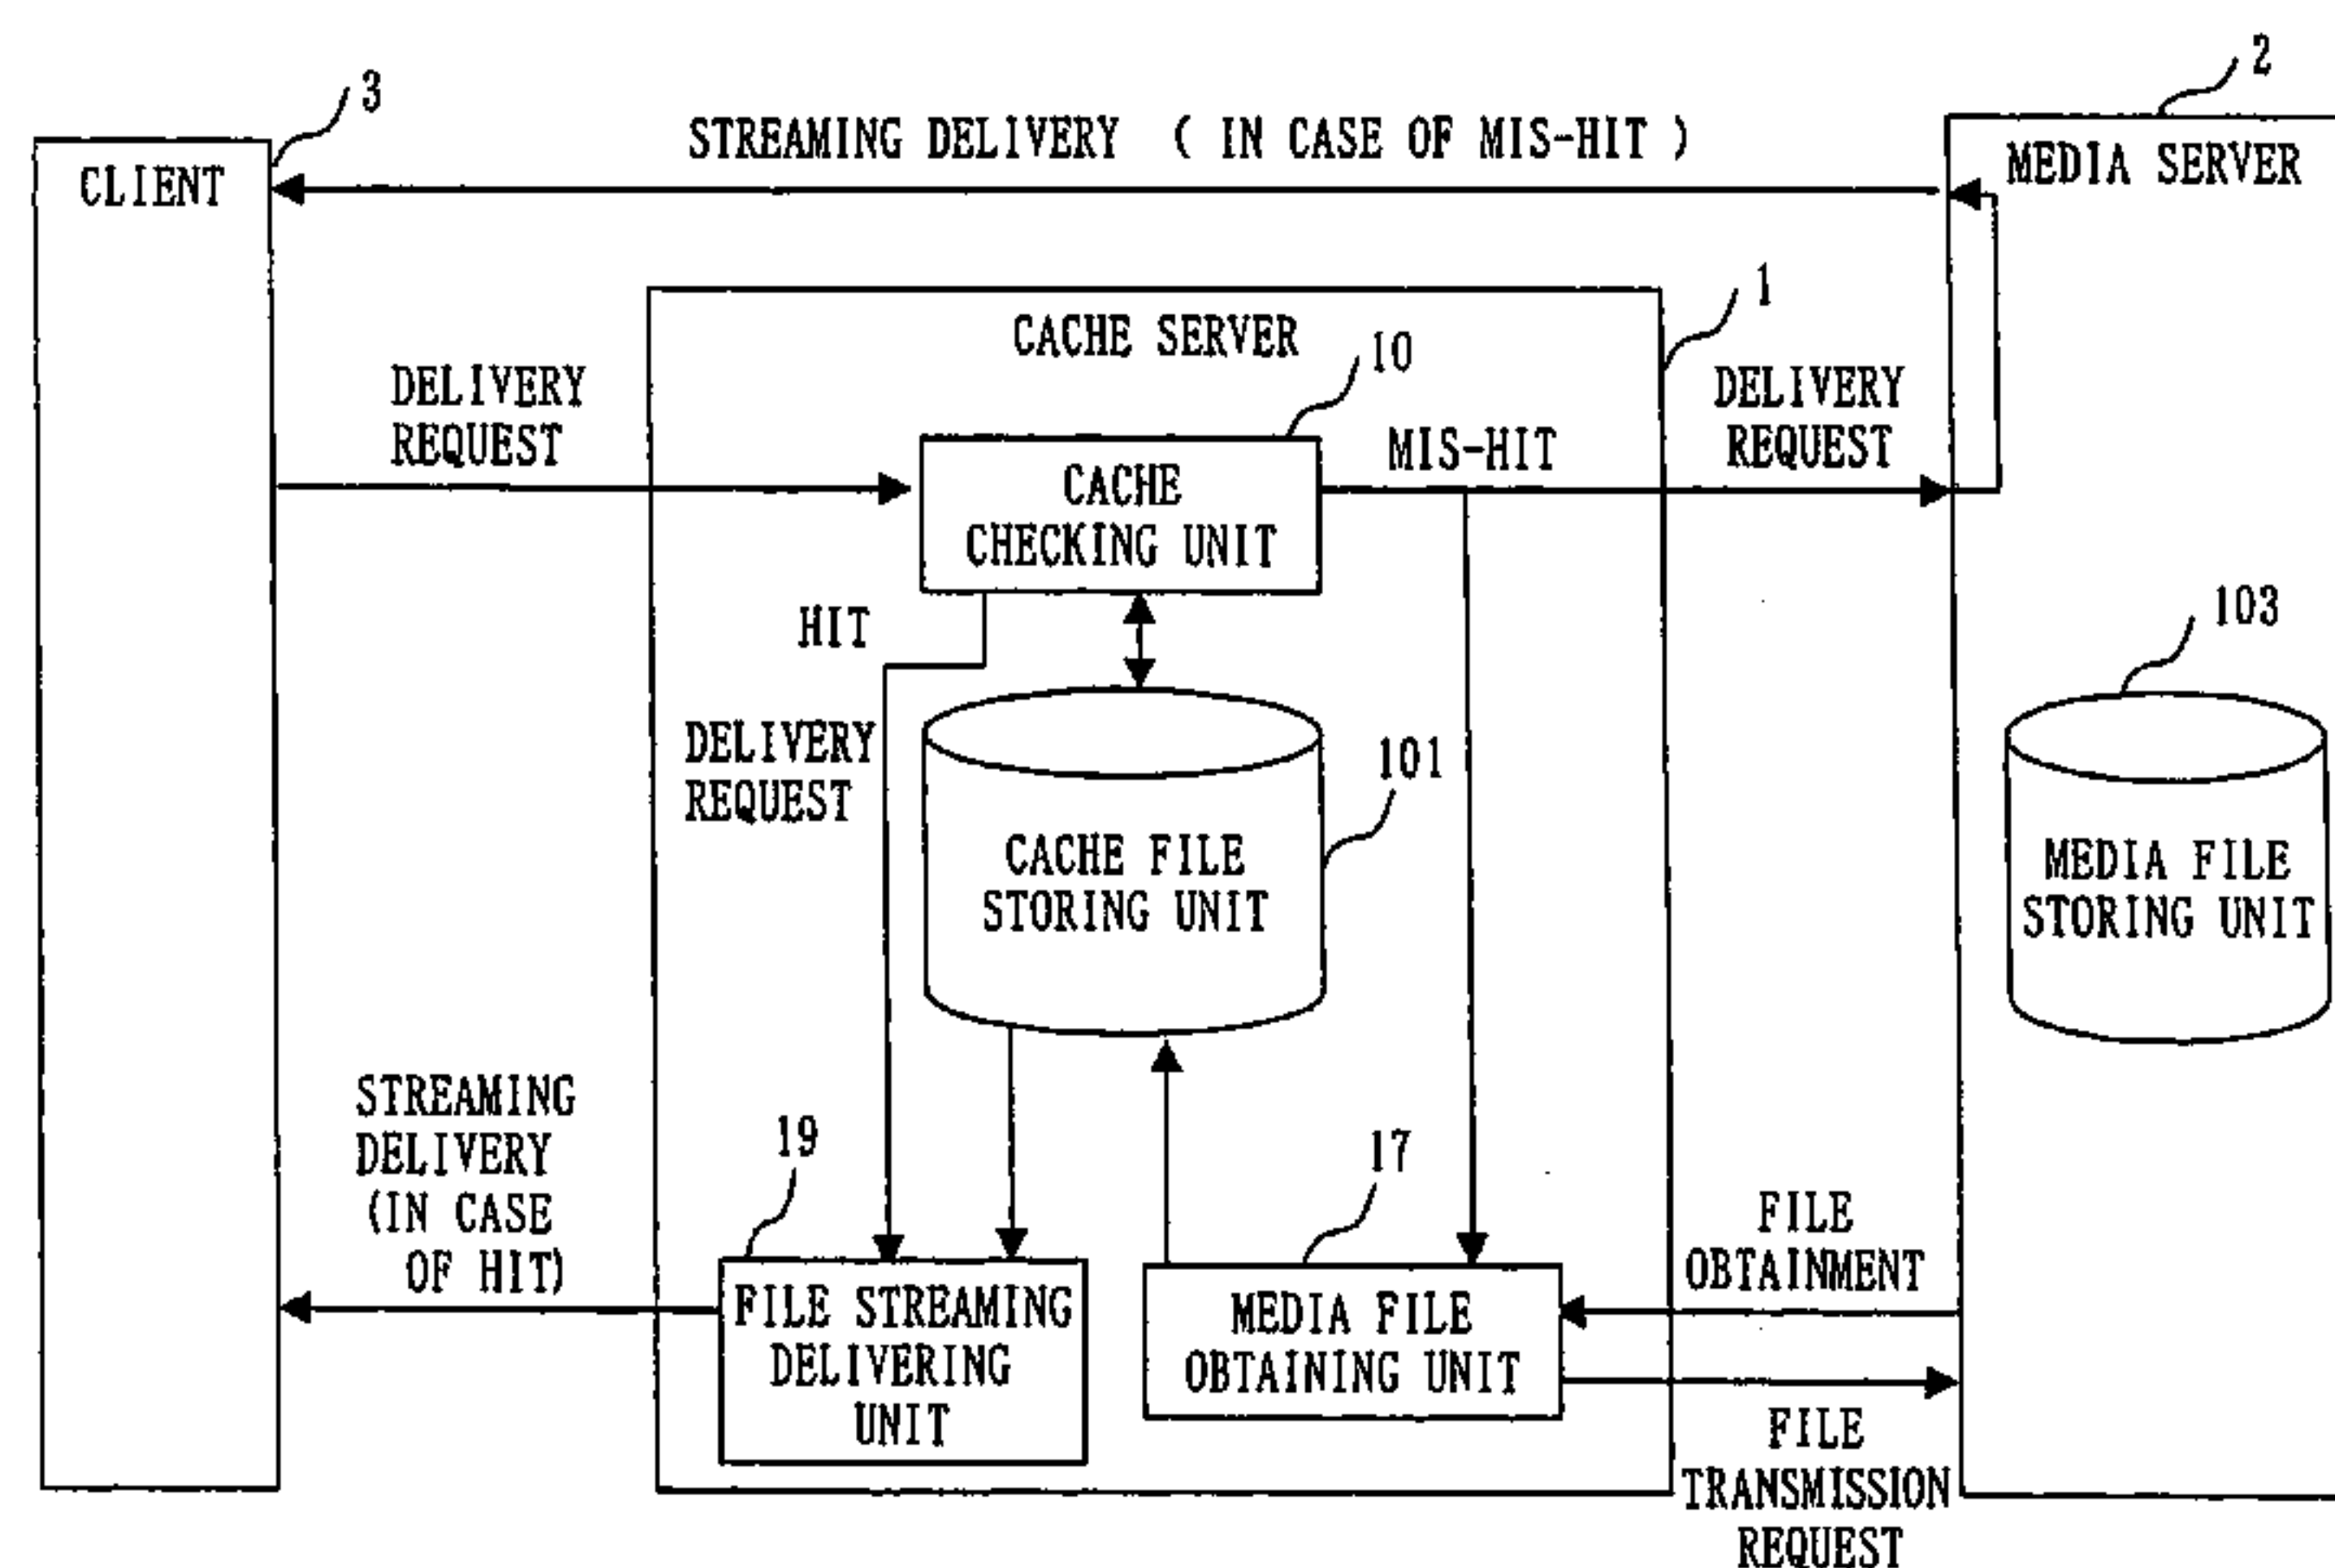 2
3
STREAMING DELIVERY ( IN CASE OF MIS-HIT )
CLIENT
MEDIA SERVER
1
CACHE SERVER
10
DELIVERY
REQUEST
MIS-HIT
DELIVERY
REQUEST
CACHE
CHECKING UNIT
HIT
103
DELIVERY
REQUEST
101
CACHE FILE
STORING UNIT
MEDIA FILE
STORING UNIT
STREAMING
DELIVERY
(IN CASE
OF HIT)
19
17
FILE
OBTAINMENT
FILE STREAMING
DELIVERING
UNIT
MEDIA FILE
OBTAINING UNIT
FILE
TRANSMISSION
REQUEST